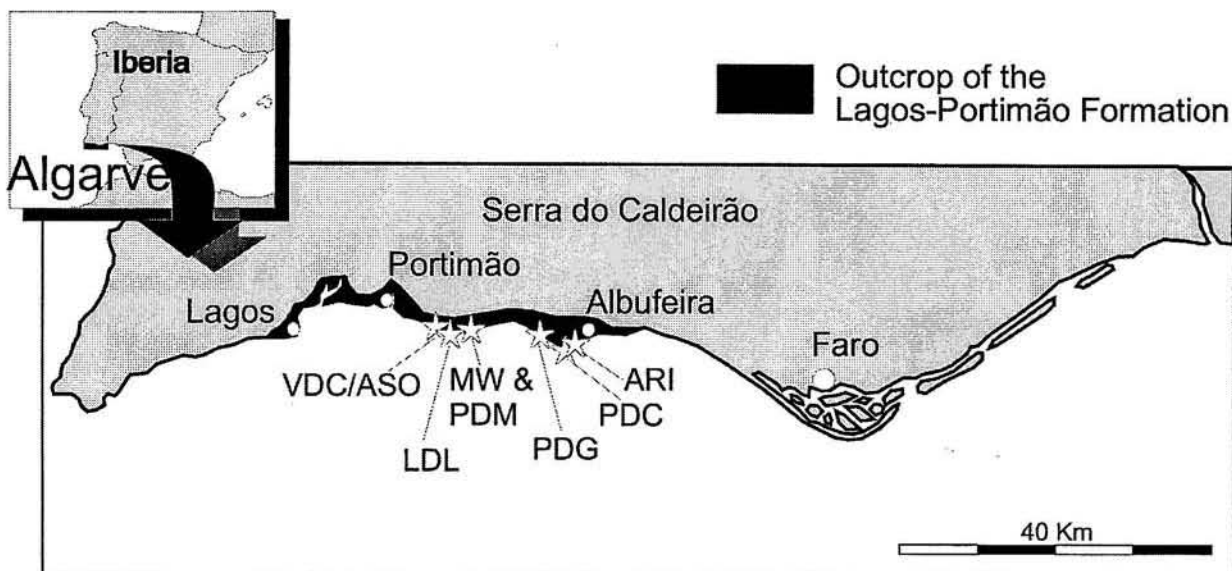 Iberia
Algarve
Outcrop of the
Lagos-Portimão Formation
Serra do Caldeirão
Portimão
Lagos
Albufeira
Faro
VDC/ASO
MW &
PDM
ARI
PDC
LDL
PDG
40 Km